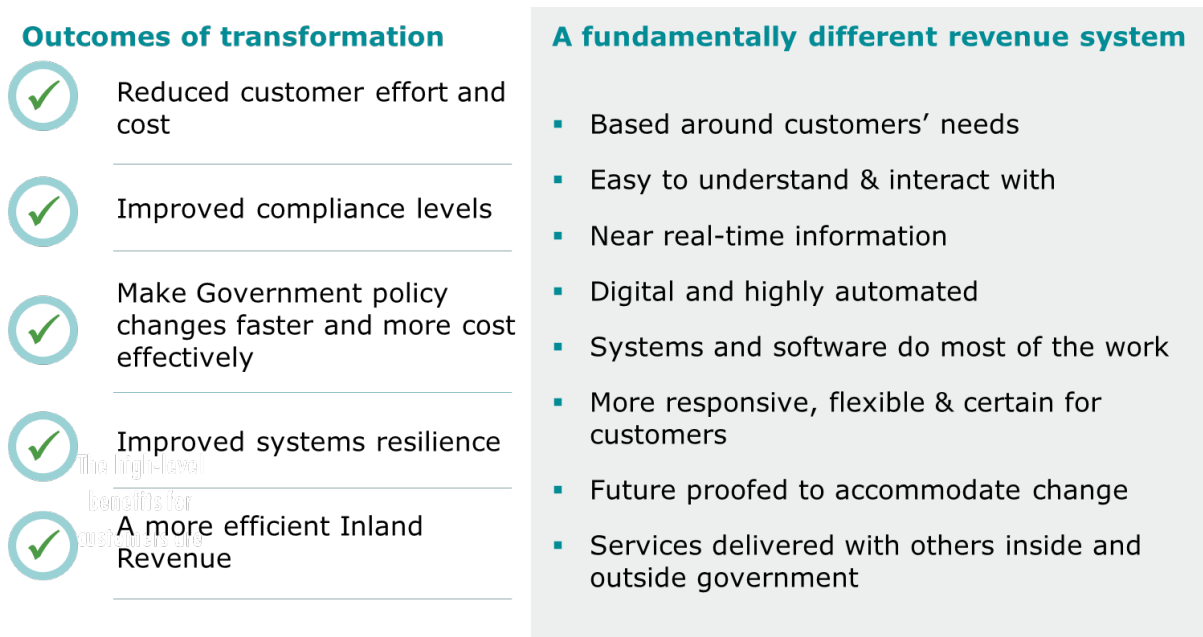 Outcomes of transformation
Reduced customer effort and
cost
Improved compliance levels
Make Government policy
changes faster and more cost
effectively
Improved systems resilience
The high-level
benefits for
customers are
A more efficient Inland
Revenue
A fundamentally different revenue system
Based around customers’ needs
Easy to understand & interact with
Near real-time information
Digital and highly automated
Systems and software do most of the work
More responsive, flexible & certain for
customers
Future proofed to accommodate change
Services delivered with others inside and
outside government